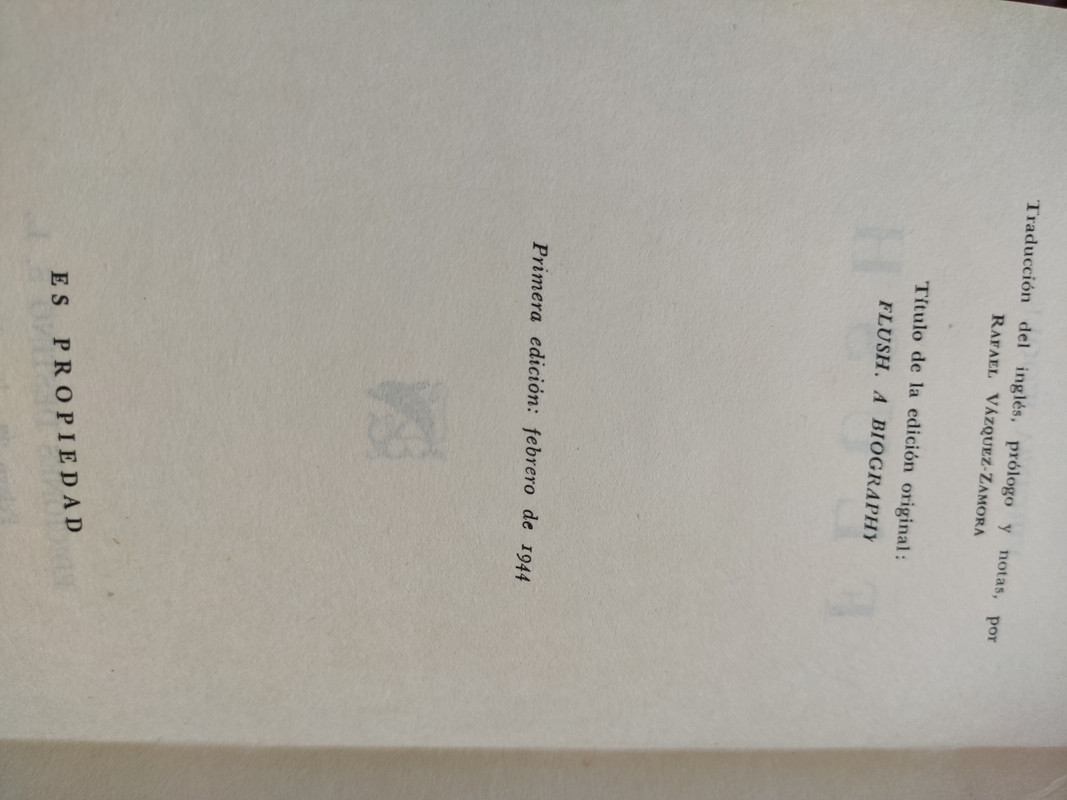 Traducción del inglés, prólogo y notas, por
RAFAEL VÁZQUEZ-ZAMORA
Título de la edición original:
FLUSH. A BIOGRAPHY
Primera edición: febrero de 1944
ES PROPIEDAD